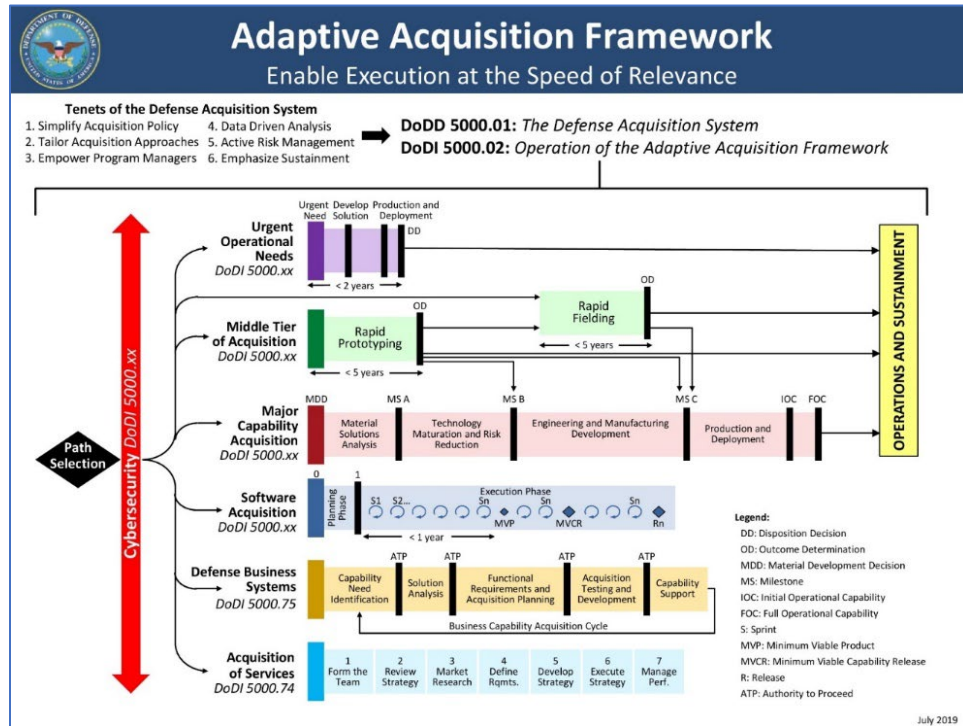 DEPARTMENT OF DEFENSE
UNITED STATES OF AMERICA
Adaptive Acquisition Framework
Enable Execution at the Speed of Relevance
Tenets of the Defense Acquisition System
1. Simplify Acquisition Policy
2. Tailor Acquisition Approaches
3. Empower Program Managers
4. Data Driven Analysis
5. Active Risk Management
6. Emphasize Sustainment
DoDD 5000.01: The Defense Acquisition System
DoDI 5000.02: Operation of the Adaptive Acquisition Framework
Path
Selection
Cybersecurity DoDI 5000.xx
Urgent
Operational
Needs
DoDI 5000.xx
Urgent
Need
Develop
Solution
Production and
Deployment
DD
< 2 years
Middle Tier
of Acquisition
DoDI 5000.xx
Rapid
Prototyping
OD
< 5 years
Rapid
Fielding
OD
< 5 years
Major
Capability
Acquisition
DoDI 5000.xx
MDD
Material
Solutions
Analysis
MS A
Technology
Maturation and Risk
Reduction
MS B
Engineering and Manufacturing
Development
MS C
Production and
Deployment
IOC
FOC
OPERATIONS AND SUSTAINMENT
Software
Acquisition
DoDI 5000.xx
0
Planning
Phase
1
Execution Phase
S1
S2...
Sn
MVP
Sn
MVCR
Sn
Rn
< 1 year
Defense Business
Systems
DoDI 5000.75
Capability
Need
Identification
ATP
Solution
Analysis
ATP
Functional
Requirements and
Acquisition Planning
ATP
Acquisition
Testing and
Development
ATP
Capability
Support
Business Capability Acquisition Cycle
Acquisition
of Services
DoDI 5000.74
1
Form the
Team
2
Review
Strategy
3
Market
Research
4
Define
Rqmts.
5
Develop
Strategy
6
Execute
Strategy
7
Manage
Perf.
Legend:
DD: Disposition Decision
OD: Outcome Determination
MDD: Material Development Decision
MS: Milestone
IOC: Initial Operational Capability
FOC: Full Operational Capability
S: Sprint
MVP: Minimum Viable Product
MVCR: Minimum Viable Capability Release
R: Release
ATP: Authority to Proceed
July 2019